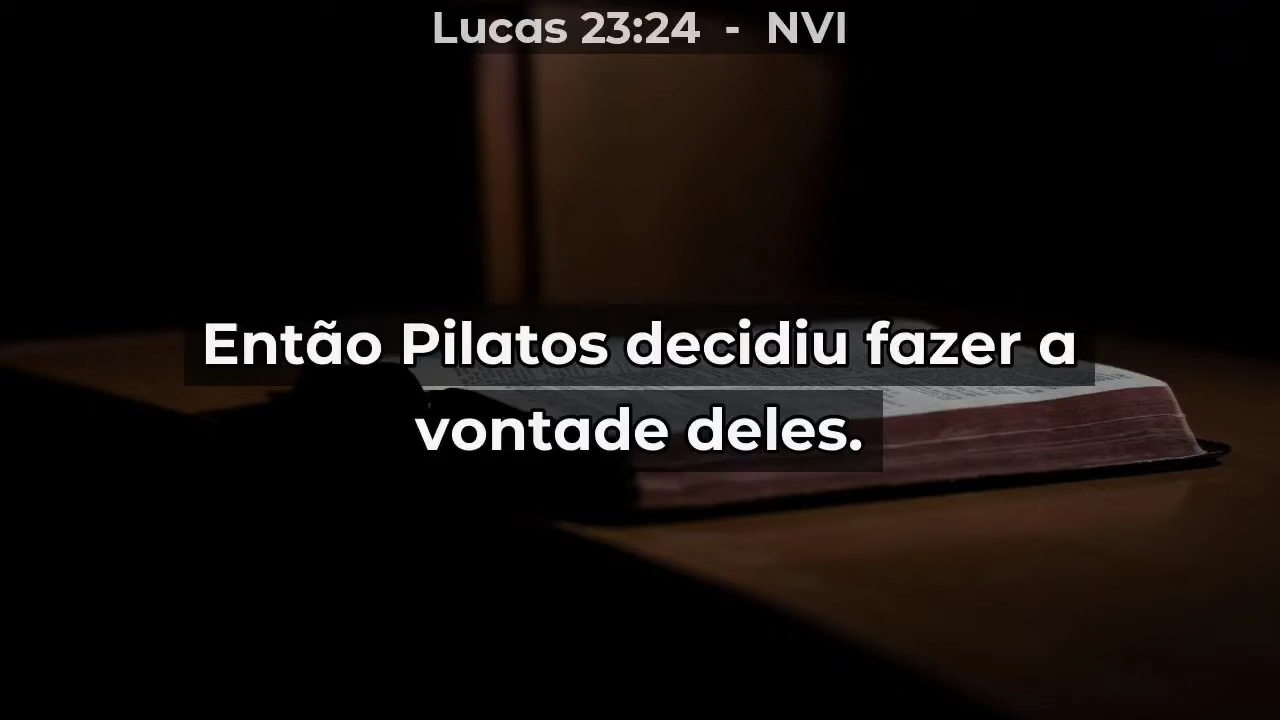 Lucas 23:24 - NVI
Então Pilatos decidiu fazer a
vontade deles.